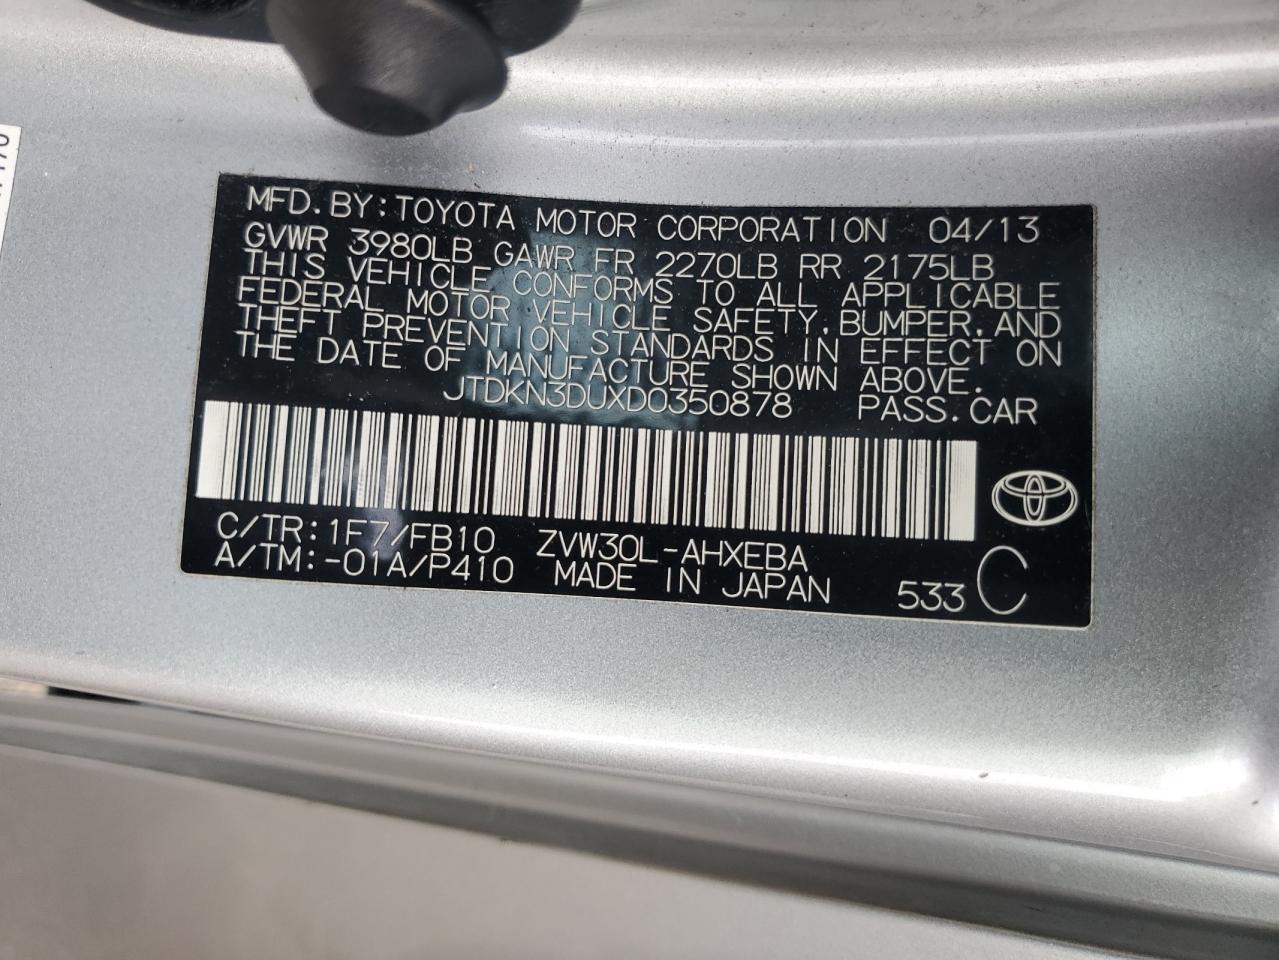 MFD. BY: TOYOTA MOTOR CORPORATION 04/13
GVWR 3980LB GAWR FR 2270LB RR 2175LB
THIS VEHICLE CONFORMS TO ALL APPLICABLE
FEDERAL MOTOR VEHICLE SAFETY, BUMPER, AND
THEFT PREVENTION STANDARDS IN EFFECT ON
THE DATE OF MANUFACTURE SHOWN ABOVE.
JTDKN3DUXD0350878 PASS. CAR
C/TR: 1F7/FB10 ZVW30L-AHXEBA
A/TM: -01A/P410 MADE IN JAPAN 533 C